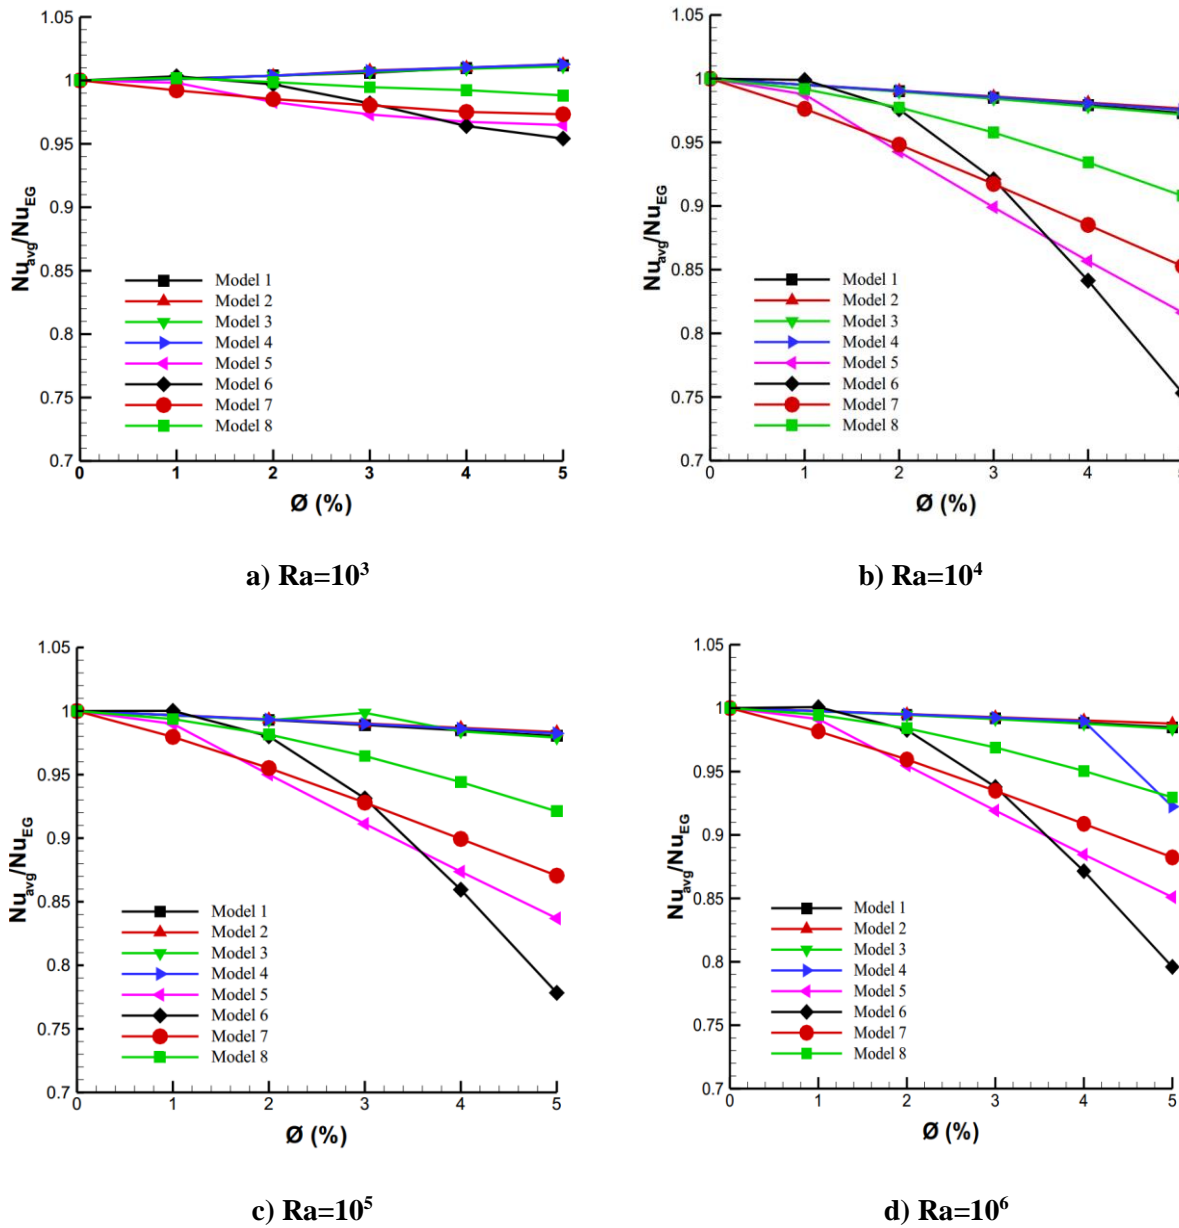 1.05
1
0.95
0.9
0.85
0.8
0.75
0.7
Nu_avg/Nu_EG
Model 1
Model 2
Model 3
Model 4
Model 5
Model 6
Model 7
Model 8
0 1 2 3 4 5
Ø (%)
a) Ra=10³
1.05
1
0.95
0.9
0.85
0.8
0.75
0.7
Nu_avg/Nu_EG
Model 1
Model 2
Model 3
Model 4
Model 5
Model 6
Model 7
Model 8
0 1 2 3 4 5
Ø (%)
b) Ra=10⁴
1.05
1
0.95
0.9
0.85
0.8
0.75
0.7
Nu_avg/Nu_EG
Model 1
Model 2
Model 3
Model 4
Model 5
Model 6
Model 7
Model 8
0 1 2 3 4 5
Ø (%)
c) Ra=10⁵
1.05
1
0.95
0.9
0.85
0.8
0.75
0.7
Nu_avg/Nu_EG
Model 1
Model 2
Model 3
Model 4
Model 5
Model 6
Model 7
Model 8
0 1 2 3 4 5
Ø (%)
d) Ra=10⁶